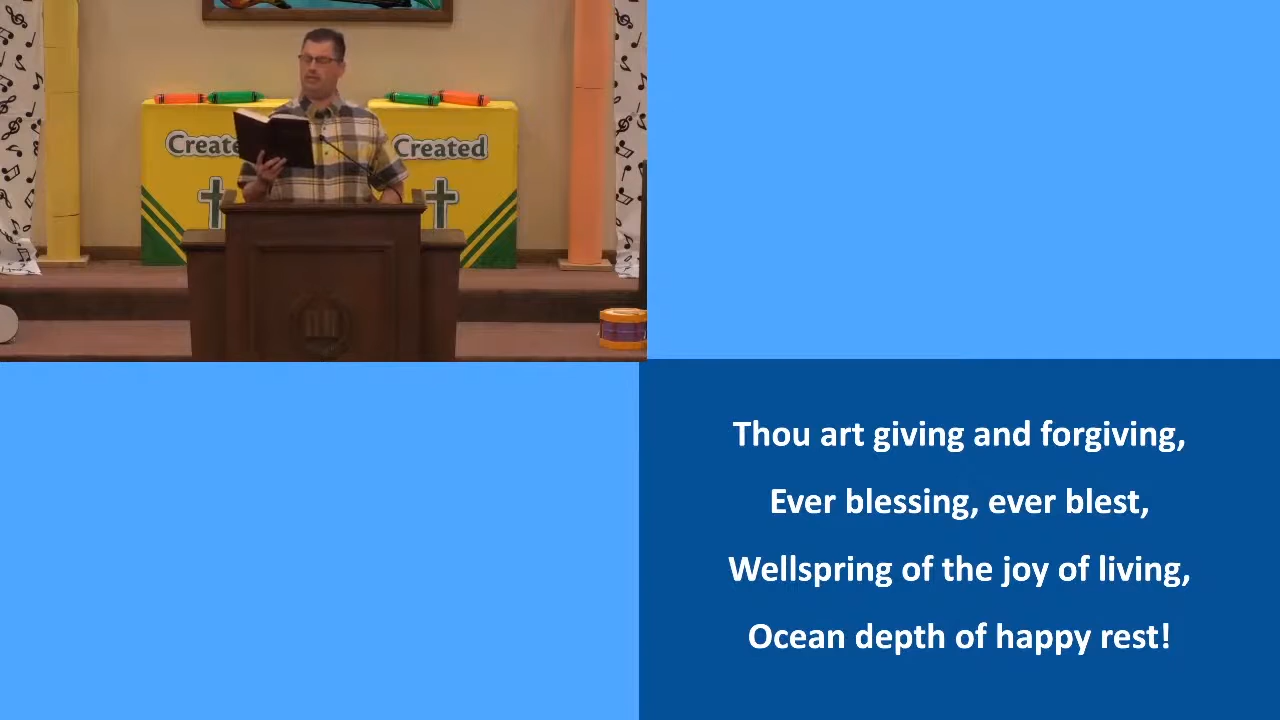 Create
Created
Thou art giving and forgiving,
Ever blessing, ever blest,
Wellspring of the joy of living,
Ocean depth of happy rest!